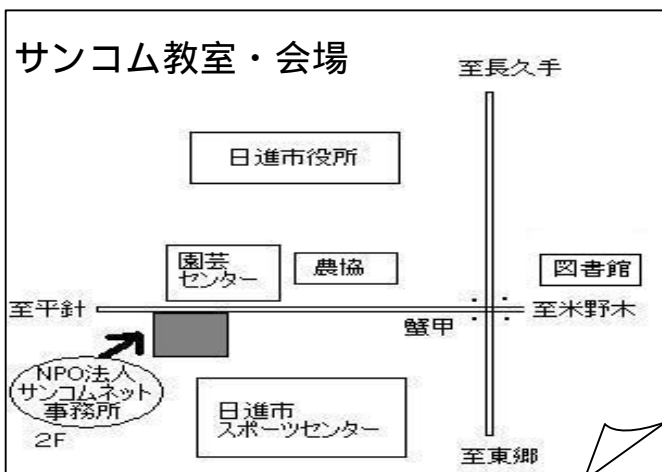 サンコム教室・会場
至長久手
日進市役所
園芸
センター
農協
図書館
至平針
至米野木
蟹甲
NPO法人
サンコムネット
事務所
2F
日進市
スポーツセンター
至東郷